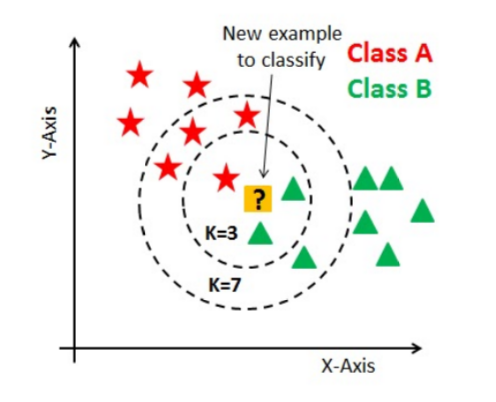 New example
to classify
Class A
Class B
Y-Axis
?
K=3
K=7
X-Axis